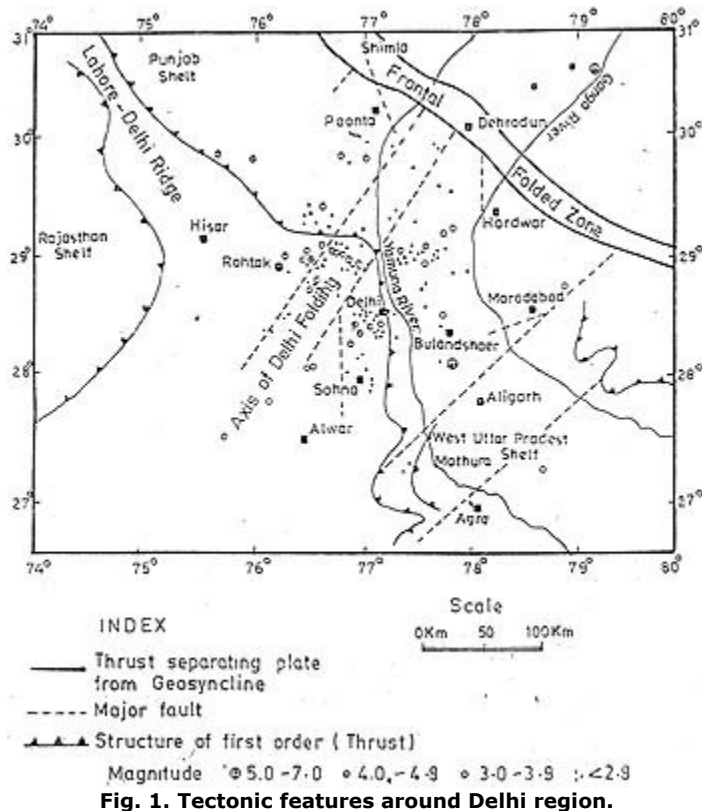 74° 75° 76° 77° 78° 79° 80°
31° 31°
Shimla
Punjab
Shelf
Frontal
Lahore-Delhi Ridge
Ganga River
Paonta
Dehradun
30° 30°
Folded Zone
Hardwar
Hisar
Rajasthan
Shelf
Rohtak
29° 29°
Yamuna River
Delhi
Moradabad
Axis of Delhi Folding
Bulandshaer
28° 28°
Sohna
Aligarh
Alwar
West Uttar Pradest
Shelf
Mathura
27° 27°
Agra
74° 75° 76° 77° 78° 79° 80°
Scale
0Km 50 100Km
INDEX
Thrust separating plate
from Geosyncline
Major fault
Structure of first order (Thrust)
Magnitude 5.0-7.0 4.0-4.9 3.0-3.9 <2.9
Fig. 1. Tectonic features around Delhi region.